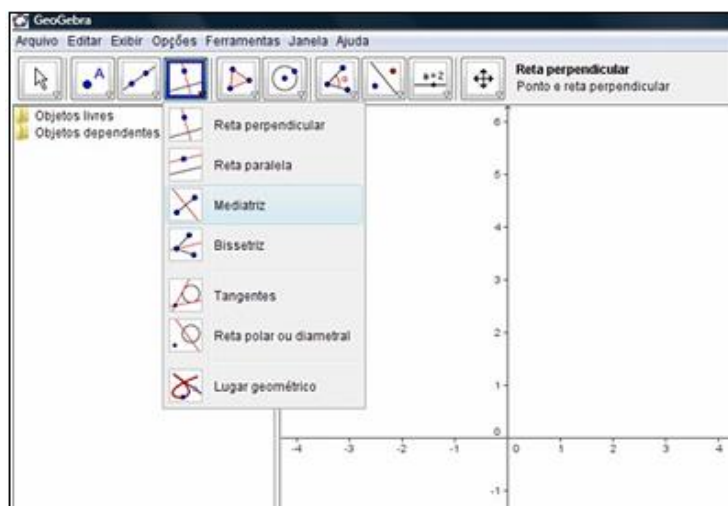 GeoGebra
Arquivo Editar Exibir Opções Ferramentas Janela Ajuda
A
α
a=2
Reta perpendicular
Ponto e reta perpendicular
Objetos livres
Objetos dependentes
Reta perpendicular
Reta paralela
Mediatriz
Bissetriz
Tangentes
Reta polar ou diametral
Lugar geométrico
6
5
4
3
2
1
0
-4 -3 -2 -1 0 1 2 3 4
-1